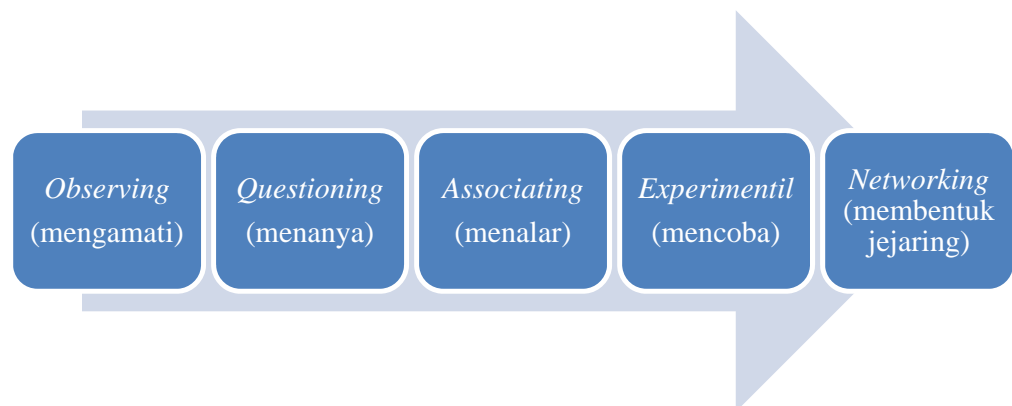 Observing
(mengamati)
Questioning
(menanya)
Associating
(menalar)
Experimentil
(mencoba)
Networking
(membentuk
jejaring)